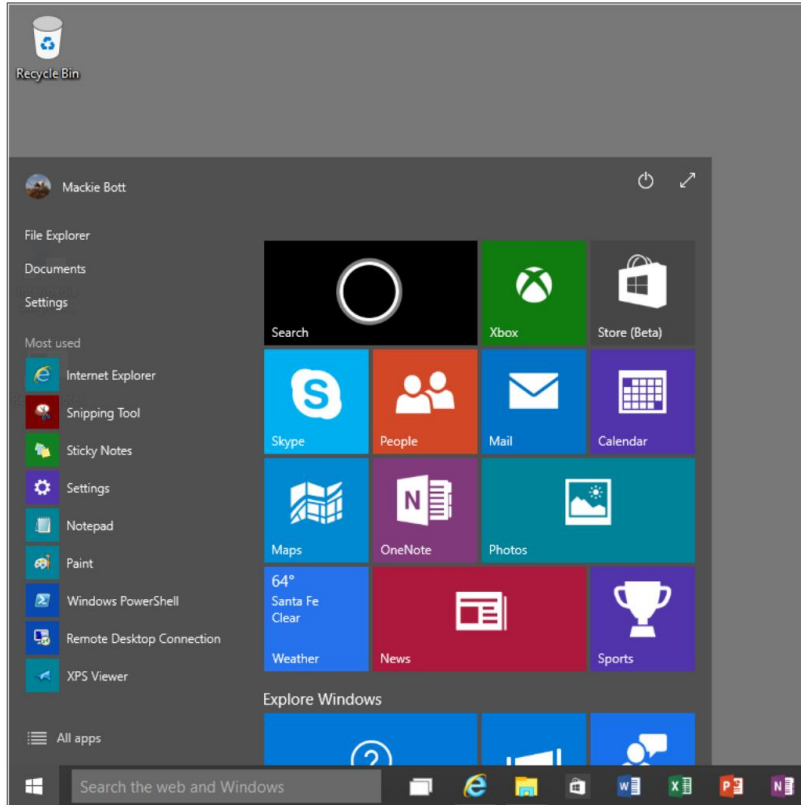 Recycle Bin
Mackie Bott
File Explorer
Documents
Settings
Most used
Internet Explorer
Snipping Tool
Sticky Notes
Settings
Notepad
Paint
Windows PowerShell
Remote Desktop Connection
XPS Viewer
All apps
Search
Xbox
Store (Beta)
S
Skype
People
Mail
Calendar
Maps
N
OneNote
Photos
64°
Santa Fe
Clear
Weather
News
Sports
Explore Windows
?
Search the web and Windows
W
X
P
N